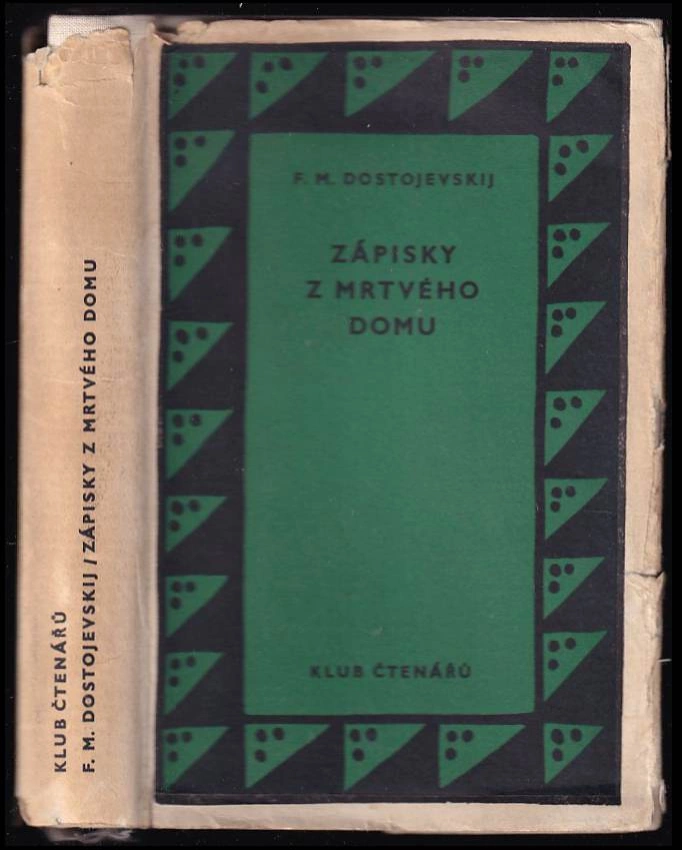 F. M. DOSTOJEVSKIJ
ZÁPISKY
Z MRTVÉHO
DOMU
KLUB ČTENÁŘŮ
KLUB ČTENÁŘŮ
F. M. DOSTOJEVSKIJ / ZÁPISKY Z MRTVÉHO DOMU